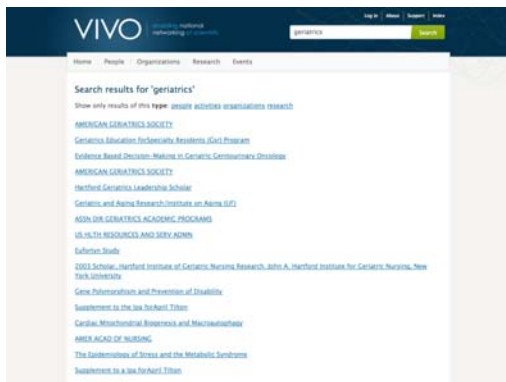 Log in | About | Support | Index
VIVO
enabling national
networking of scientists
geriatrics
Search
Home People Organizations Research Events
Search results for 'geriatrics'
Show only results of this type: people activities organizations research
AMERICAN GERIATRICS SOCIETY
Geriatrics Education forSpecialty Residents (Gsr) Program
Evidence Based Decision-Making in Geriatric Genitourinary Oncology
AMERICAN GERIATRICS SOCIETY
Hartford Geriatrics Leadership Scholar
Geriatric and Aging Research/Institute on Aging (UF)
ASSN DIR GERIATRICS ACADEMIC PROGRAMS
US HLTH RESOURCES AND SERV ADMN
Study
2003 Scholar, Hartford Institute of Geriatric Nursing Research. John A. Hartford Institute for Geriatric Nursing, New
York University
Gene Polymorphism and Prevention of Disability
Supplement to the Ipa forApril Tilton
Cardiac Mitochondrial Biogenesis and Macroautophagy
AMER ACAD OF NURSING
The Epidemiology of Stress and the Metabolic Syndrome
Supplement to a Ipa forApril Tilton